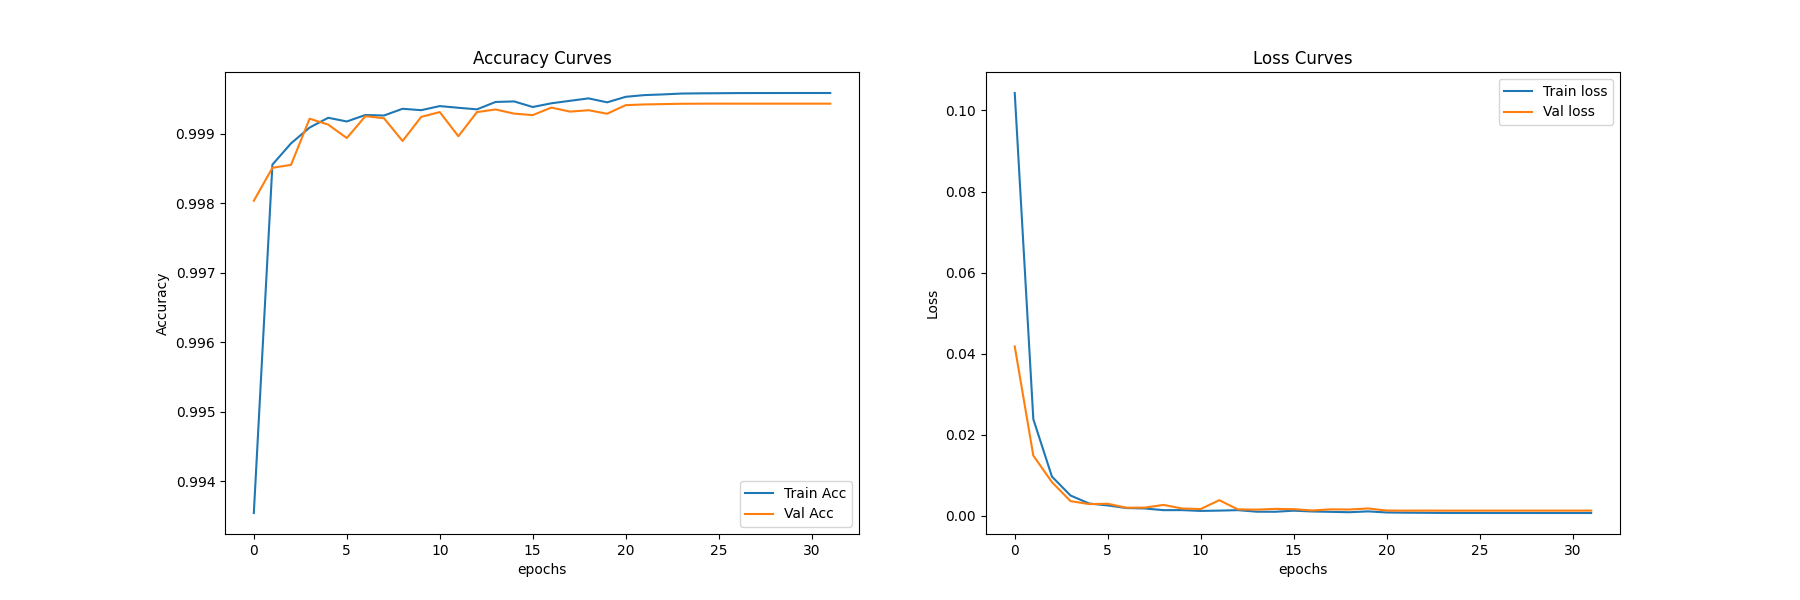 Accuracy Curves
Accuracy
0.999
0.998
0.997
0.996
0.995
0.994
0
5
10
15
20
25
30
epochs
Train Acc
Val Acc
Loss Curves
Loss
0.10
0.08
0.06
0.04
0.02
0.00
0
5
10
15
20
25
30
epochs
Train loss
Val loss